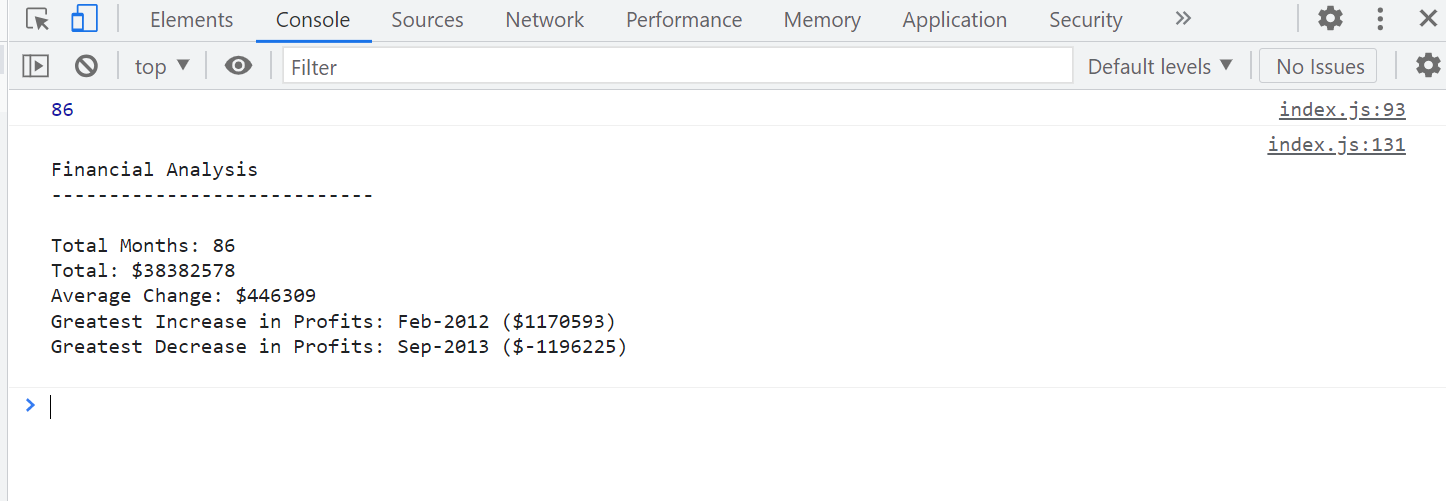 Elements Console Sources Network Performance Memory Application Security
top Filter Default levels No Issues
86 index.js:93
index.js:131
Financial Analysis
----------------------------
Total Months: 86
Total: $38382578
Average Change: $446309
Greatest Increase in Profits: Feb-2012 ($1170593)
Greatest Decrease in Profits: Sep-2013 ($-1196225)